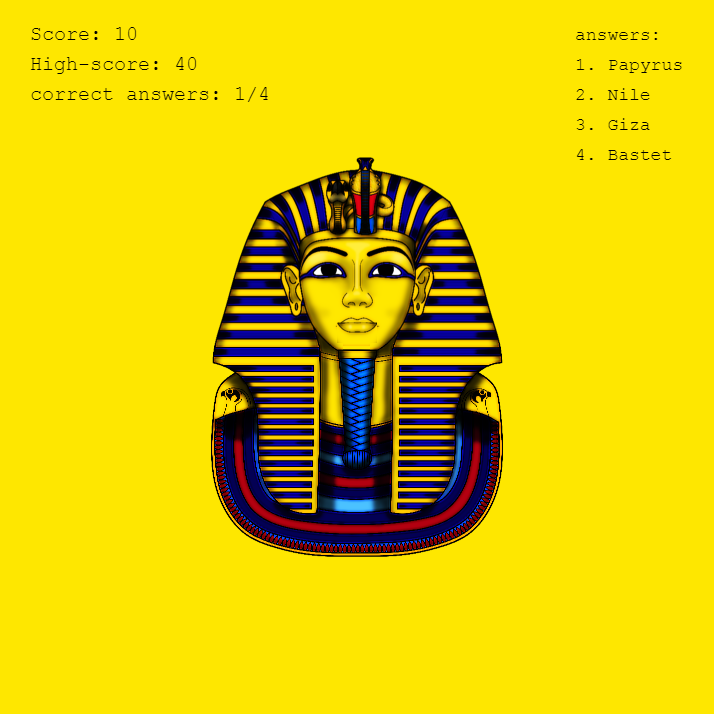 Score: 10
High-score: 40
correct answers: 1/4
answers:
1. Papyrus
2. Nile
3. Giza
4. Bastet